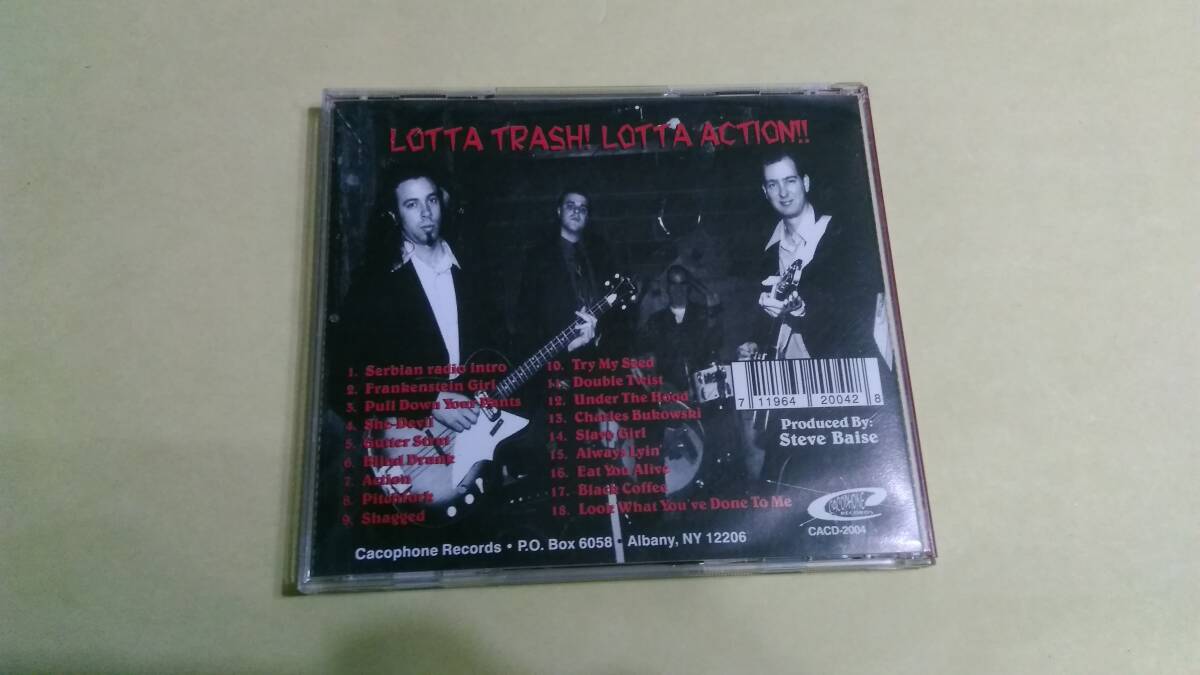 LOTTA TRASH! LOTTA ACTION!!
1. Serbian radio intro
2. Frankenstein Girl
3. Pull Down Your Pants
4. She-Devil
5. Gutter Slut
6. Blind Drunk
7. Action
8. Pitchfork
9. Shagged
10. Try My Seed
11. Double Twist
12. Under The Hood
13. Charles Bukowski
14. Slave Girl
15. Always Lyin'
16. Eat You Alive
17. Black Coffee
18. Look What You've Done To Me
7 11964 20042 8
Produced By:
Steve Baise
CACOPHONE
RECORDS
CACD-2004
Cacophone Records • P.O. Box 6058 • Albany, NY 12206